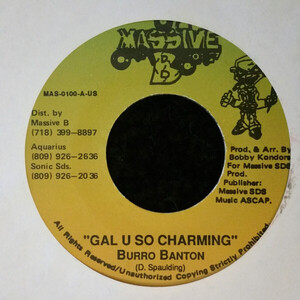 MASSIVE
B
MAS-0100-A-UB
Dist. by
Massive B
(718) 399-8897
Aquarius
(809) 926-2636
Sonic Sds.
(809) 926-2036
Prod. & Arr. By
Bobby Konders
For Massive SDS
Prod.
Publisher:
Massive SDS
Music ASCAP.
"GAL U SO CHARMING"
BURRO BANTON
(D. Spaulding)
All Rights Reserved/Unauthorized Copying Strictly Prohibited.